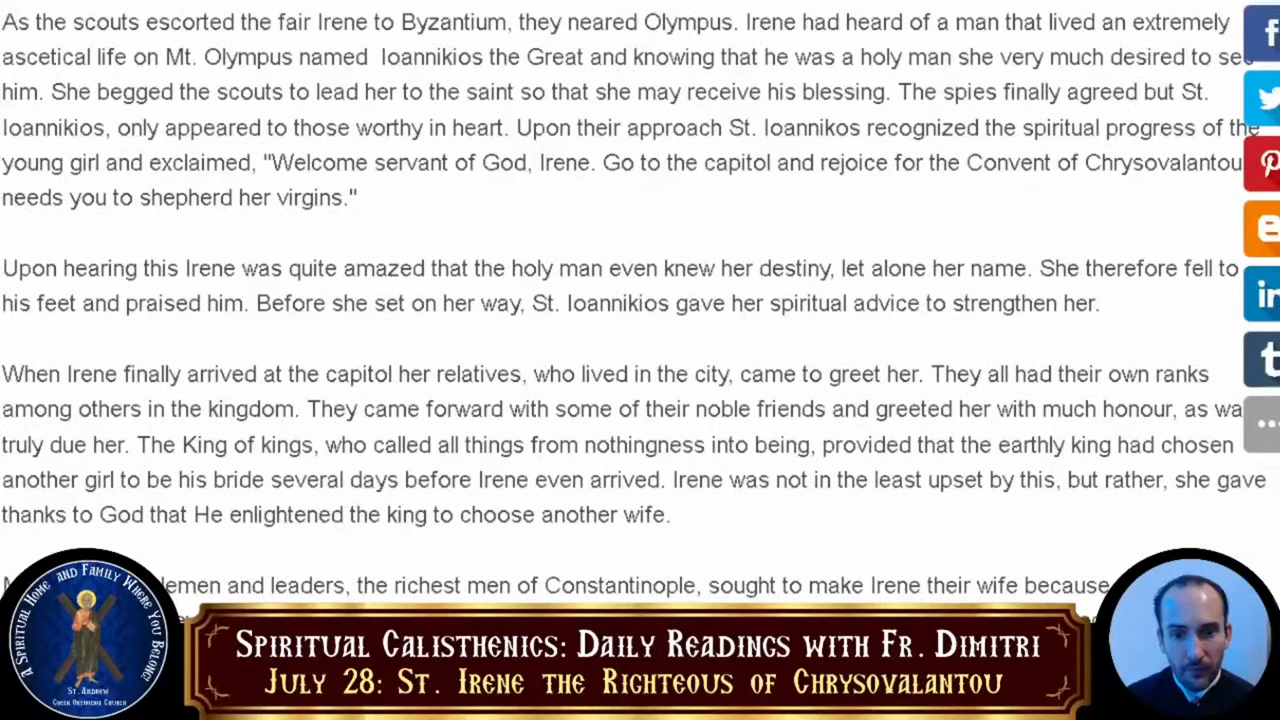 As the scouts escorted the fair Irene to Byzantium, they neared Olympus. Irene had heard of a man that lived an extremely
ascetical life on Mt. Olympus named Ioannikios the Great and knowing that he was a holy man she very much desired to see
him. She begged the scouts to lead her to the saint so that she may receive his blessing. The spies finally agreed but St.
Ioannikios, only appeared to those worthy in heart. Upon their approach St. Ioannikos recognized the spiritual progress of the
young girl and exclaimed, "Welcome servant of God, Irene. Go to the capitol and rejoice for the Convent of Chrysovalantou
needs you to shepherd her virgins."
Upon hearing this Irene was quite amazed that the holy man even knew her destiny, let alone her name. She therefore fell to
his feet and praised him. Before she set on her way, St. Ioannikios gave her spiritual advice to strengthen her.
When Irene finally arrived at the capitol her relatives, who lived in the city, came to greet her. They all had their own ranks
among others in the kingdom. They came forward with some of their noble friends and greeted her with much honour, as wa
truly due her. The King of kings, who called all things from nothingness into being, provided that the earthly king had chosen
another girl to be his bride several days before Irene even arrived. Irene was not in the least upset by this, but rather, she gave
thanks to God that He enlightened the king to choose another wife.
lemen and leaders, the richest men of Constantinople, sought to make Irene their wife because
A Spiritual Home and Family Where You Belong!
St. Andrew
Greek Orthodox Church
Spiritual Calisthenics: Daily Readings with Fr. Dimitri
July 28: St. Irene the Righteous of Chrysovalantou